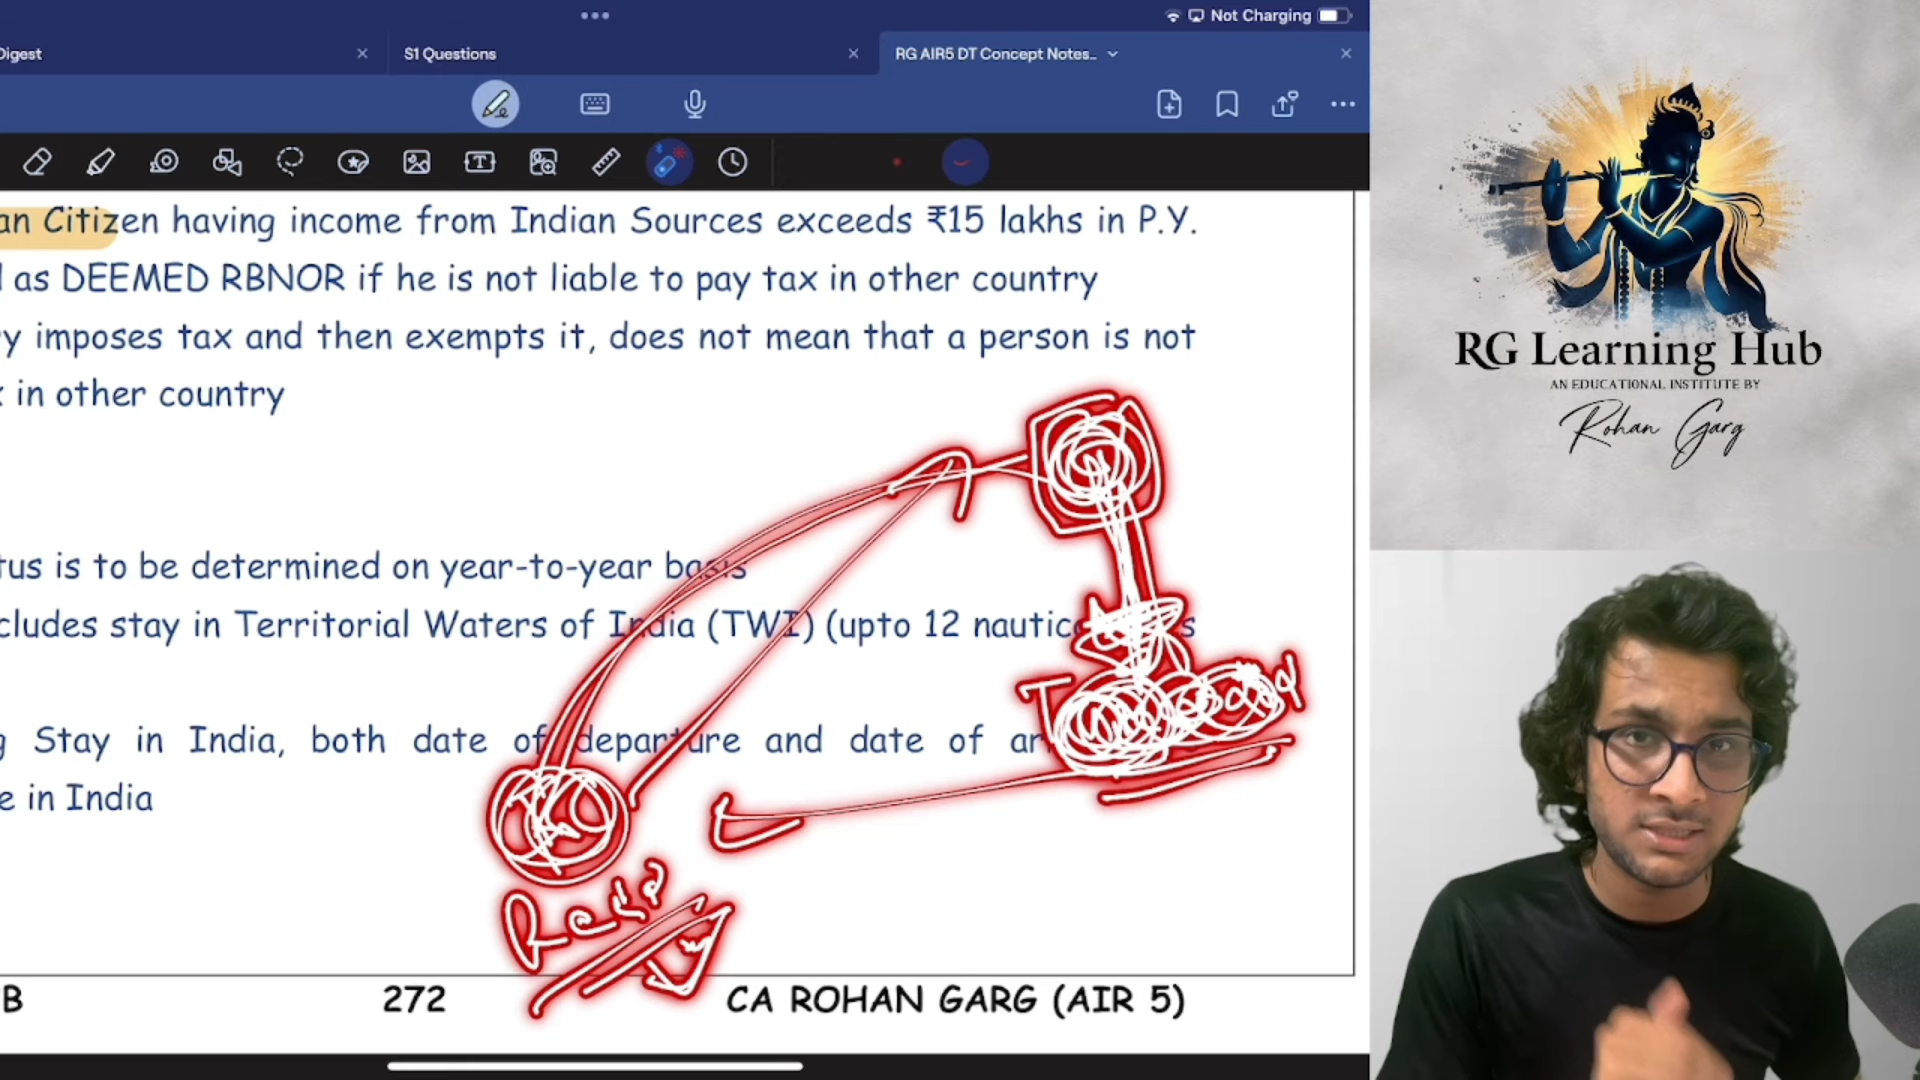 Not Charging
Digest
S1 Questions
RG AIR5 DT Concept Notes..
an Citizen having income from Indian Sources exceeds ₹15 lakhs in P.Y.
as DEEMED RBNOR if he is not liable to pay tax in other country
y imposes tax and then exempts it, does not mean that a person is not
in other country
tus is to be determined on year-to-year basis
cludes stay in Territorial Waters of India (TWI) (upto 12 nautic
g Stay in India, both date of departure and date of ar
e in India
B
272
CA ROHAN GARG (AIR 5)
RG Learning Hub
AN EDUCATIONAL INSTITUTE BY
Rohan Garg